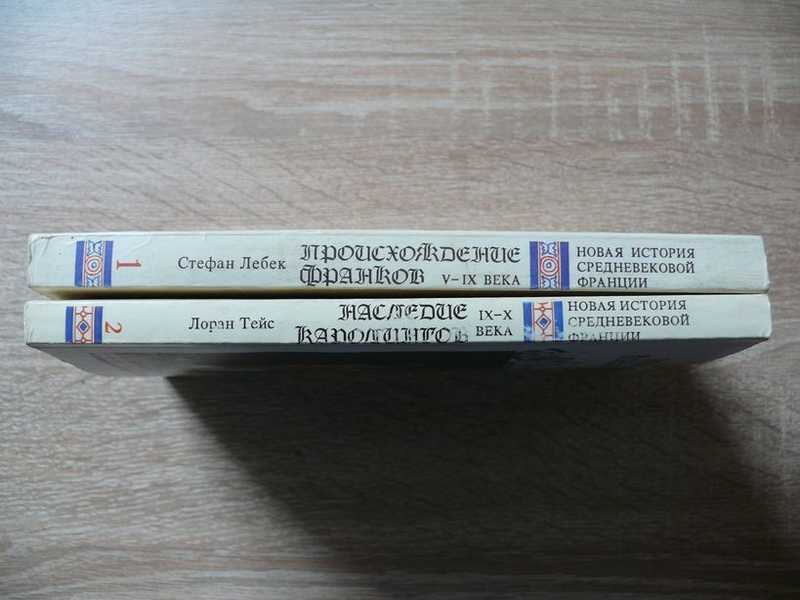 1
Стефан Лебек
ПРОИСХОЖДЕНИЕ
ФРАНКОВ V–IX ВЕКА
НОВАЯ ИСТОРИЯ
СРЕДНЕВЕКОВОЙ
ФРАНЦИИ
2
Лоран Тейс
НАСЛЕДИЕ IX–X
КАРОЛИНГОВ ВЕКА
НОВАЯ ИСТОРИЯ
СРЕДНЕВЕКОВОЙ
ФРАНЦИИ